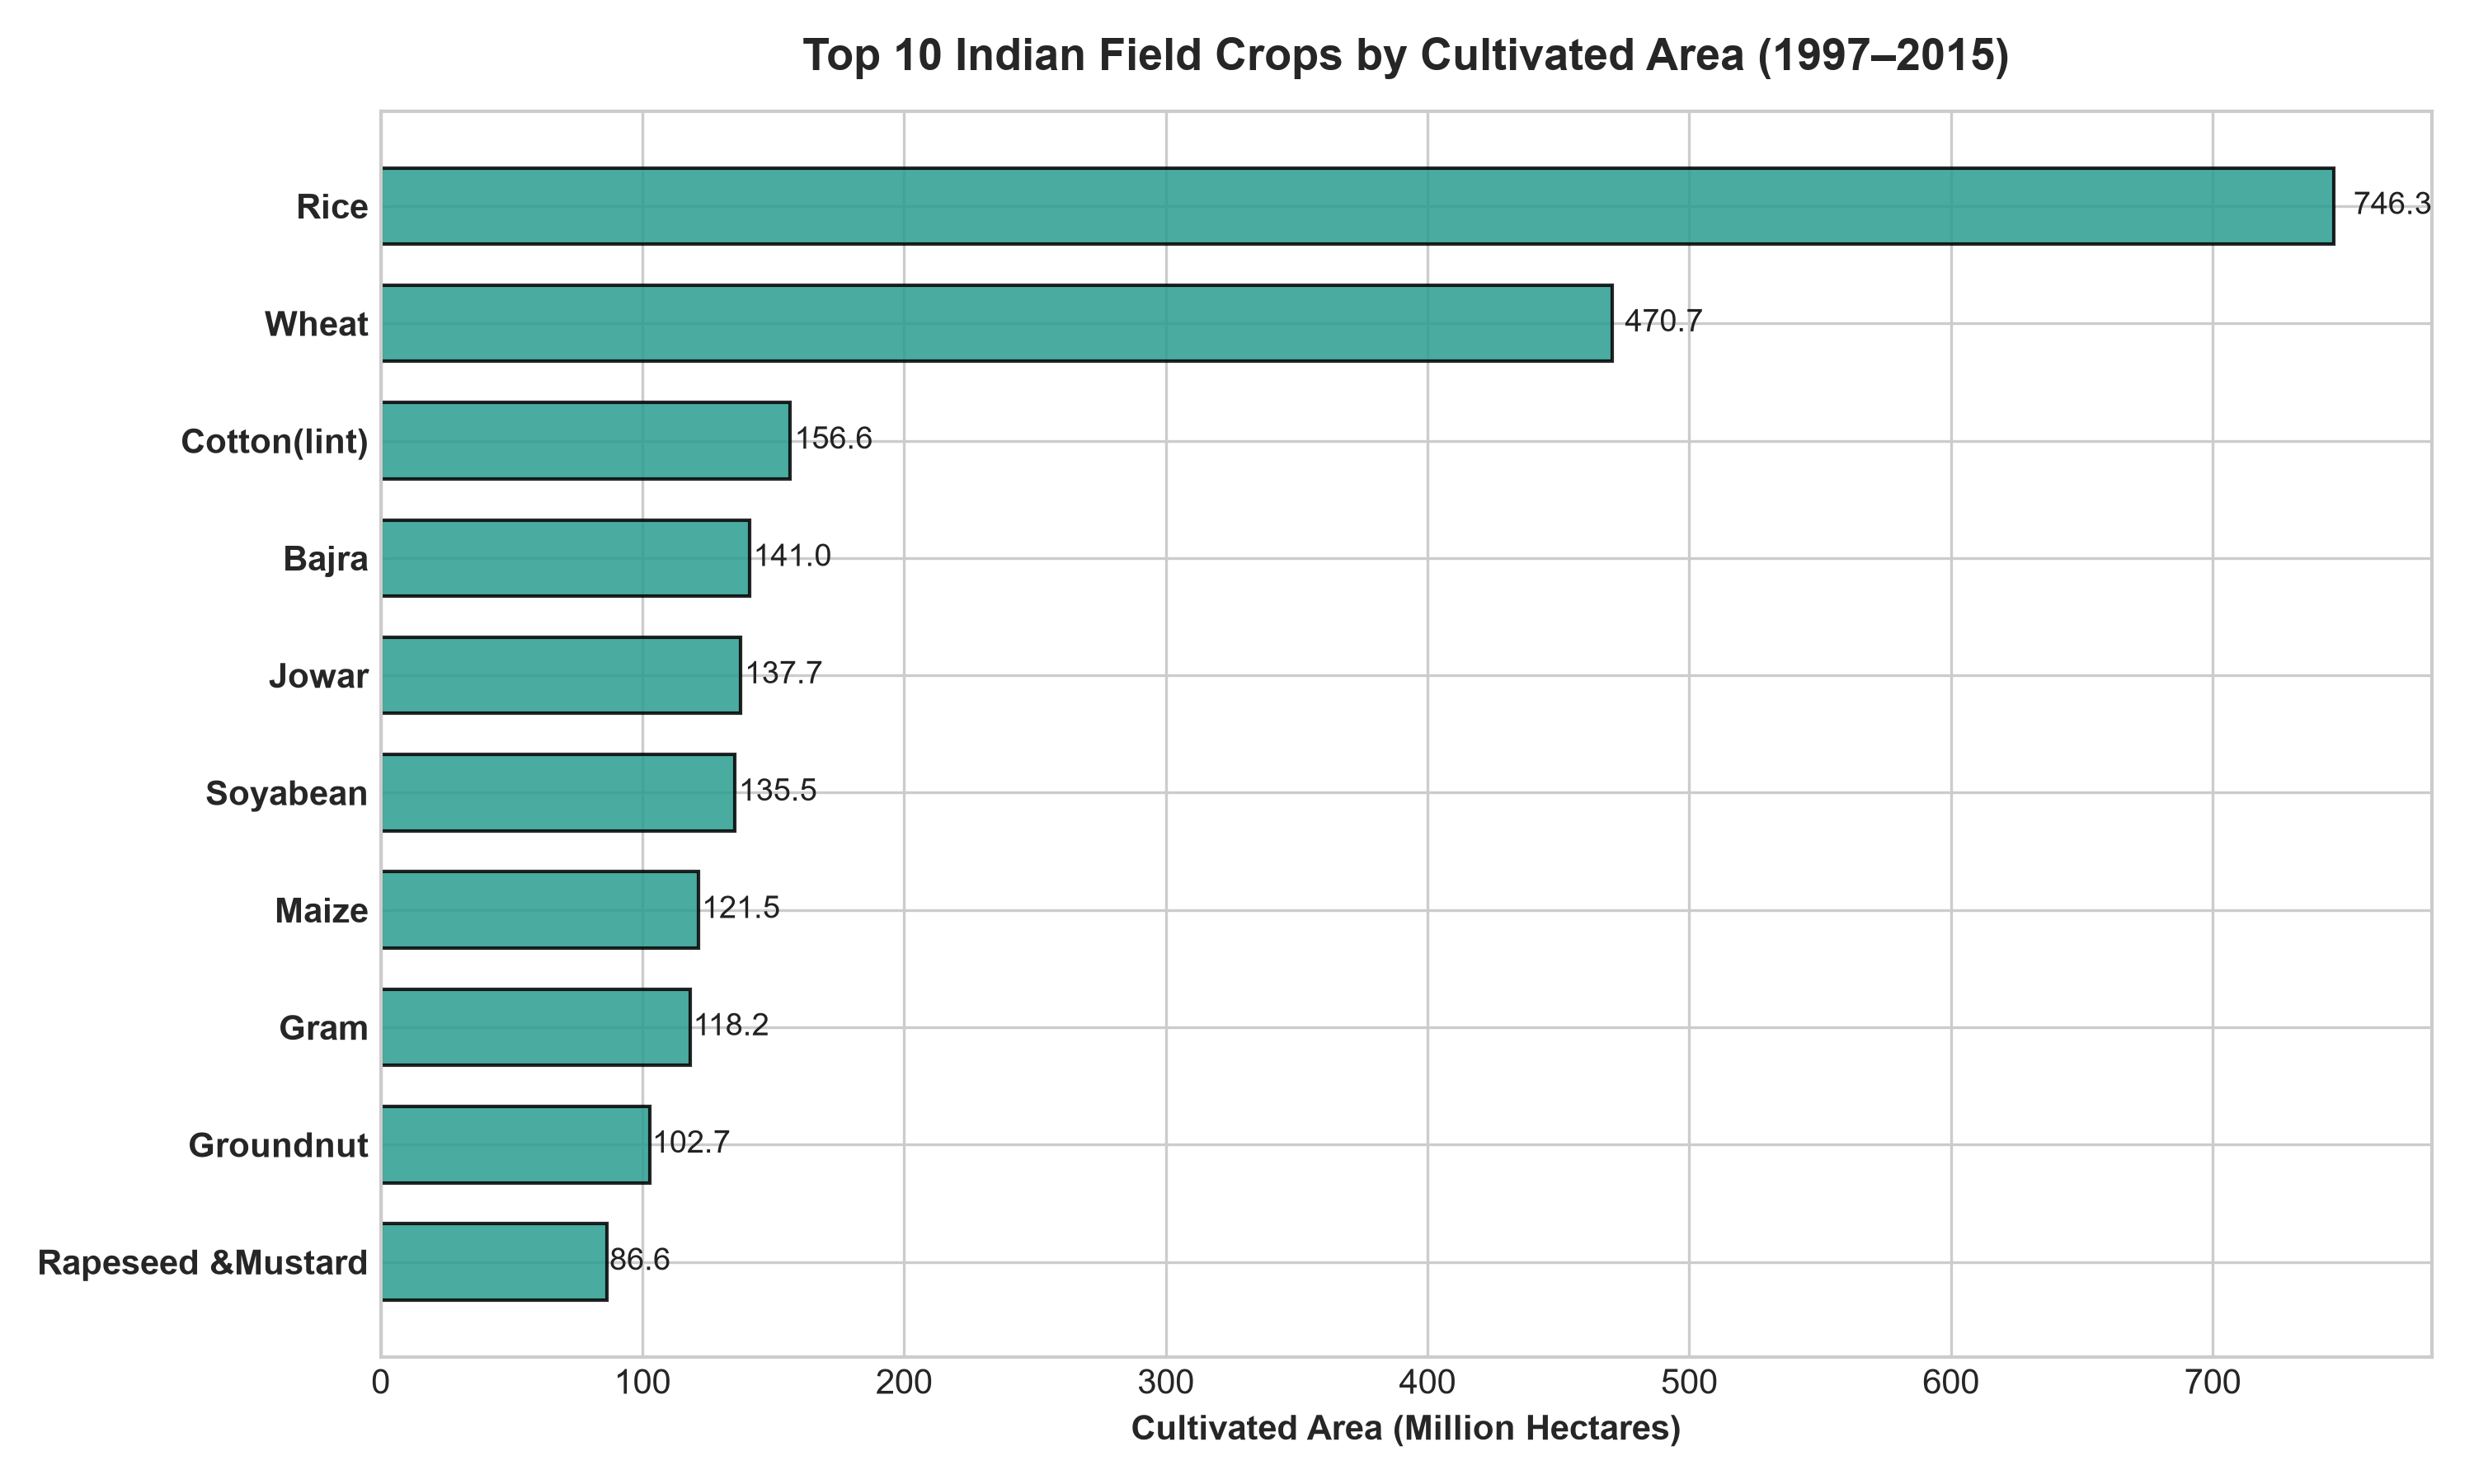 Top 10 Indian Field Crops by Cultivated Area (1997–2015)
Rice 746.3
Wheat 470.7
Cotton(lint) 156.6
Bajra 141.0
Jowar 137.7
Soyabean 135.5
Maize 121.5
Gram 118.2
Groundnut 102.7
Rapeseed &Mustard 86.6
0 100 200 300 400 500 600 700
Cultivated Area (Million Hectares)